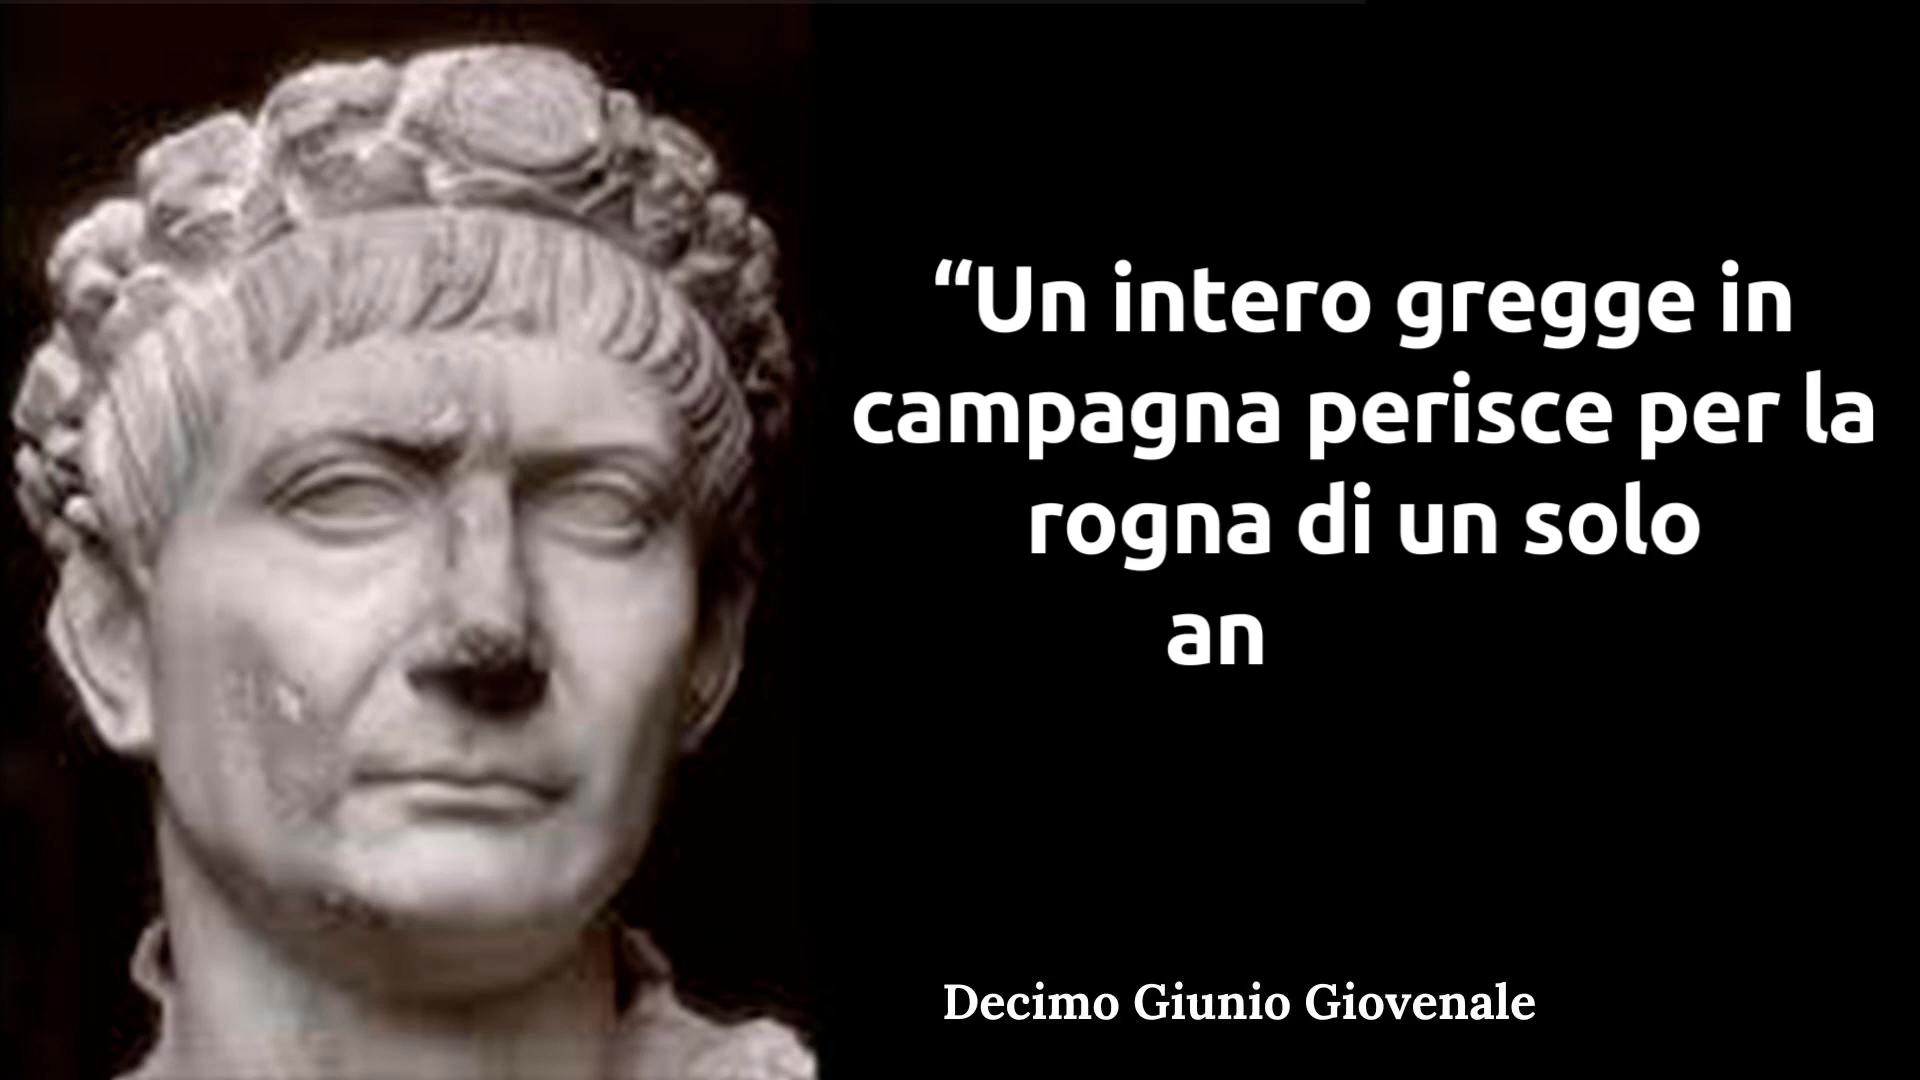 “Un intero gregge in
campagna perisce per la
rogna di un solo
an
Decimo Giunio Giovenale